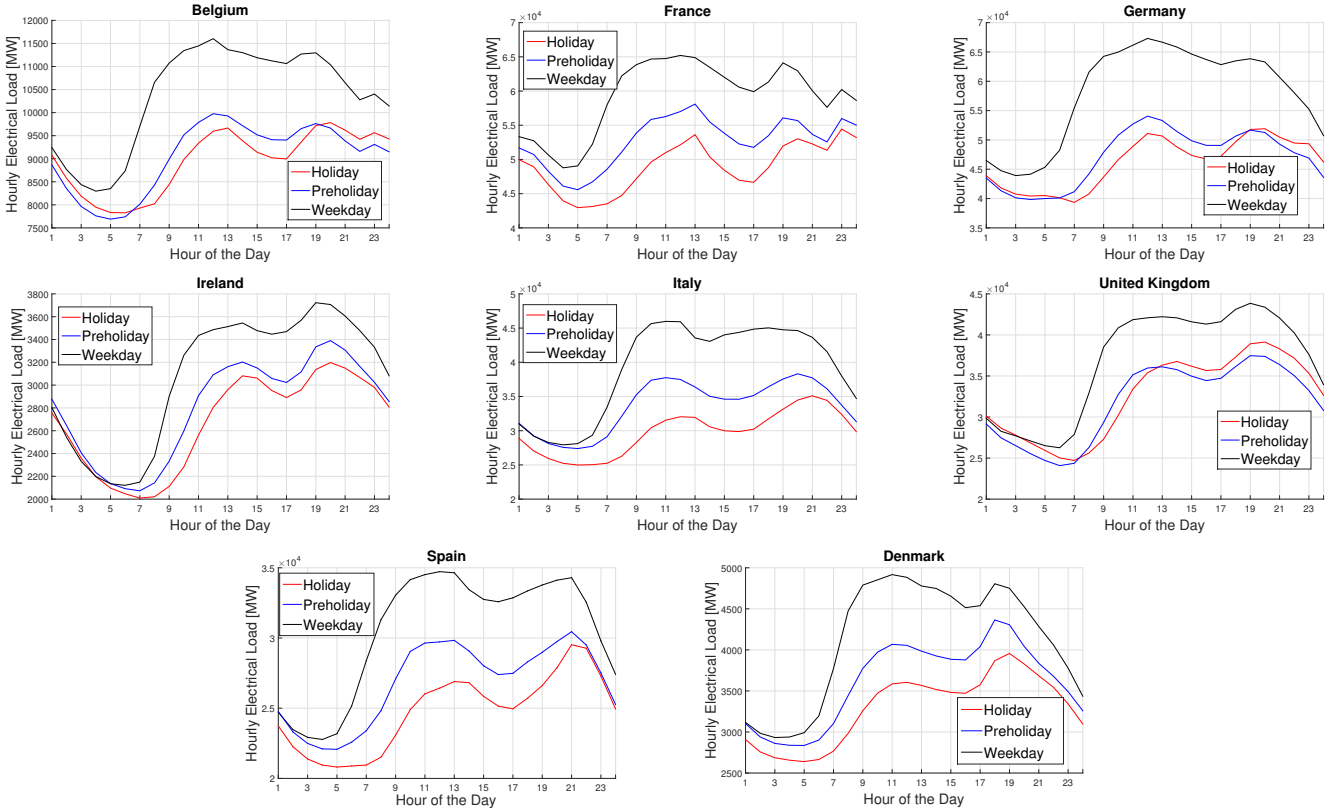 Belgium
Hourly Electrical Load [MW]
12000
11500
11000
10500
10000
9500
9000
8500
8000
7500
Holiday
Preholiday
Weekday
1 3 5 7 9 11 13 15 17 19 21 23
Hour of the Day
France
×10⁴
Hourly Electrical Load [MW]
7
6.5
6
5.5
5
4.5
4
Holiday
Preholiday
Weekday
1 3 5 7 9 11 13 15 17 19 21 23
Hour of the Day
Germany
×10⁴
Hourly Electrical Load [MW]
7
6.5
6
5.5
5
4.5
4
3.5
Holiday
Preholiday
Weekday
1 3 5 7 9 11 13 15 17 19 21 23
Hour of the Day
Ireland
Hourly Electrical Load [MW]
3800
3600
3400
3200
3000
2800
2600
2400
2200
2000
Holiday
Preholiday
Weekday
1 3 5 7 9 11 13 15 17 19 21 23
Hour of the Day
Italy
×10⁴
Hourly Electrical Load [MW]
5
4.5
4
3.5
3
2.5
2
Holiday
Preholiday
Weekday
1 3 5 7 9 11 13 15 17 19 21 23
Hour of the Day
United Kingdom
×10⁴
Hourly Electrical Load [MW]
4.5
4
3.5
3
2.5
2
Holiday
Preholiday
Weekday
1 3 5 7 9 11 13 15 17 19 21 23
Hour of the Day
Spain
×10⁴
Hourly Electrical Load [MW]
3.5
3
2.5
2
Holiday
Preholiday
Weekday
1 3 5 7 9 11 13 15 17 19 21 23
Hour of the Day
Denmark
Hourly Electrical Load [MW]
5000
4500
4000
3500
3000
2500
Holiday
Preholiday
Weekday
1 3 5 7 9 11 13 15 17 19 21 23
Hour of the Day